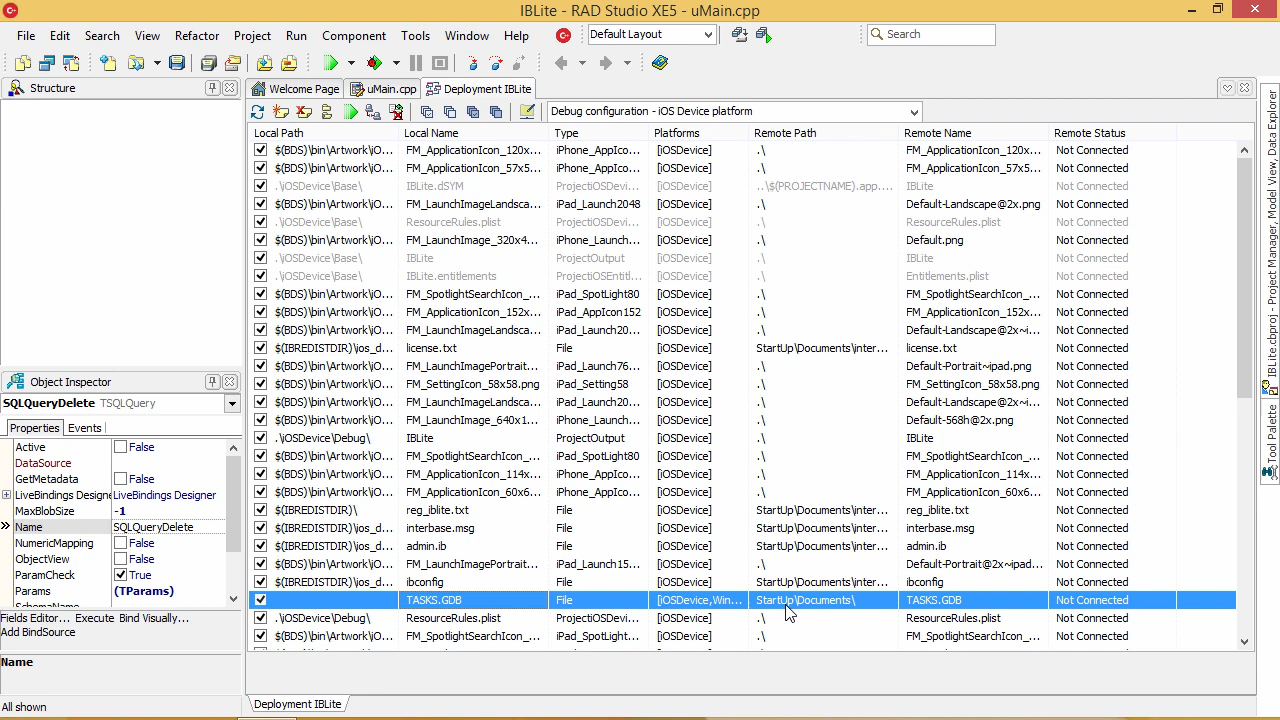 IBLite - RAD Studio XE5 - uMain.cpp
File Edit Search View Refactor Project Run Component Tools Window Help Default Layout Search
Structure
Welcome Page uMain.cpp Deployment IBLite
Debug configuration - iOS Device platform
Local Path Local Name Type Platforms Remote Path Remote Name Remote Status
$(BDS)\bin\Artwork\iO... FM_ApplicationIcon_120x... iPhone_AppIco... [iOSDevice] .\ FM_ApplicationIcon_120x... Not Connected
$(BDS)\bin\Artwork\iO... FM_ApplicationIcon_57x5... iPhone_AppIco... [iOSDevice] .\ FM_ApplicationIcon_57x5... Not Connected
.\iOSDevice\Base\ IBLite.dSYM ProjectiOSDevi... [iOSDevice] ..\$(PROJECTNAME).app.... IBLite Not Connected
$(BDS)\bin\Artwork\iO... FM_LaunchImageLandsca... iPad_Launch2048 [iOSDevice] .\ Default-Landscape@2x.png Not Connected
.\iOSDevice\Base\ ResourceRules.plist ProjectiOSDevi... [iOSDevice] .\ ResourceRules.plist Not Connected
$(BDS)\bin\Artwork\iO... FM_LaunchImage_320x4... iPhone_Launch... [iOSDevice] .\ Default.png Not Connected
.\iOSDevice\Base\ IBLite ProjectOutput [iOSDevice] .\ IBLite Not Connected
.\iOSDevice\Base\ IBLite.entitlements ProjectiOSEntitl... [iOSDevice] .\ Entitlements.plist Not Connected
$(BDS)\bin\Artwork\iO... FM_SpotlightSearchIcon_... iPad_SpotLight80 [iOSDevice] .\ FM_SpotlightSearchIcon_... Not Connected
$(BDS)\bin\Artwork\iO... FM_ApplicationIcon_152x... iPad_AppIcon152 [iOSDevice] .\ FM_ApplicationIcon_152x... Not Connected
$(BDS)\bin\Artwork\iO... FM_LaunchImageLandsca... iPad_Launch20... [iOSDevice] .\ Default-Landscape@2x~i... Not Connected
$(IBREDISTDIR)\ios_d... license.txt File [iOSDevice] StartUp\Documents\inter... license.txt Not Connected
$(BDS)\bin\Artwork\iO... FM_LaunchImagePortrait... iPad_Launch76... [iOSDevice] .\ Default-Portrait~ipad.png Not Connected
$(BDS)\bin\Artwork\iO... FM_SettingIcon_58x58.png iPad_Setting58 [iOSDevice] .\ FM_SettingIcon_58x58.png Not Connected
$(BDS)\bin\Artwork\iO... FM_LaunchImageLandsca... iPad_Launch20... [iOSDevice] .\ FM_LaunchImageLandsca... Not Connected
$(BDS)\bin\Artwork\iO... FM_LaunchImage_640x1... iPhone_Launch... [iOSDevice] .\ Default-568h@2x.png Not Connected
.\iOSDevice\Debug\ IBLite ProjectOutput [iOSDevice] .\ IBLite Not Connected
$(BDS)\bin\Artwork\iO... FM_SpotlightSearchIcon_... iPad_SpotLight80 [iOSDevice] .\ FM_SpotlightSearchIcon_... Not Connected
$(BDS)\bin\Artwork\iO... FM_ApplicationIcon_114x... iPhone_AppIco... [iOSDevice] .\ FM_ApplicationIcon_114x... Not Connected
$(BDS)\bin\Artwork\iO... FM_ApplicationIcon_60x6... iPhone_AppIco... [iOSDevice] .\ FM_ApplicationIcon_60x6... Not Connected
$(IBREDISTDIR)\ reg_iblite.txt File [iOSDevice] StartUp\Documents\inter... reg_iblite.txt Not Connected
$(IBREDISTDIR)\ios_d... interbase.msg File [iOSDevice] StartUp\Documents\inter... interbase.msg Not Connected
$(IBREDISTDIR)\ios_d... admin.ib File [iOSDevice] StartUp\Documents\inter... admin.ib Not Connected
$(BDS)\bin\Artwork\iO... FM_LaunchImagePortrait... iPad_Launch15... [iOSDevice] .\ Default-Portrait@2x~ipad... Not Connected
$(IBREDISTDIR)\ios_d... ibconfig File [iOSDevice] StartUp\Documents\inter... ibconfig Not Connected
TASKS.GDB File [iOSDevice,Win... StartUp\Documents\ TASKS.GDB Not Connected
.\iOSDevice\Debug\ ResourceRules.plist ProjectiOSDevi... [iOSDevice] .\ ResourceRules.plist Not Connected
$(BDS)\bin\Artwork\iO... FM_SpotlightSearchIcon_... iPad_SpotLight... [iOSDevice] .\ FM_SpotlightSearchIcon_... Not Connected
Deployment IBLite
Object Inspector
SQLQueryDelete TSQLQuery
Properties Events
Active False
DataSource
GetMetadata False
LiveBindings Designe LiveBindings Designer
MaxBlobSize -1
Name SQLQueryDelete
NumericMapping False
ObjectView False
ParamCheck True
Params (TParams)
SchemaName
Fields Editor... Execute Bind Visually...
Add BindSource
Name
All shown
IBLite.cbproj - Project Manager, Model View, Data Explorer
Tool Palette